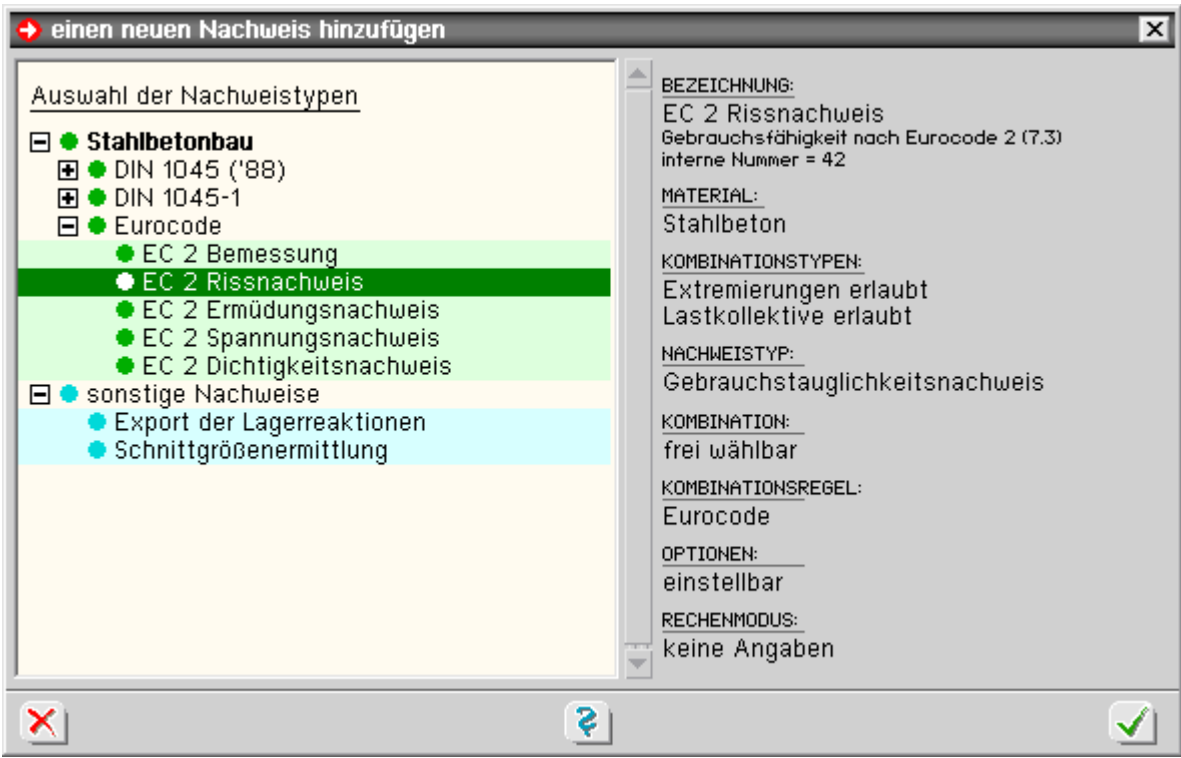 einen neuen Nachweis hinzufügen
Auswahl der Nachweistypen
Stahlbetonbau
DIN 1045 ('88)
DIN 1045-1
Eurocode
EC 2 Bemessung
EC 2 Rissnachweis
EC 2 Ermüdungsnachweis
EC 2 Spannungsnachweis
EC 2 Dichtigkeitsnachweis
sonstige Nachweise
Export der Lagerreaktionen
Schnittgrößenermittlung
BEZEICHNUNG:
EC 2 Rissnachweis
Gebrauchsfähigkeit nach Eurocode 2 (7.3)
interne Nummer = 42
MATERIAL:
Stahlbeton
KOMBINATIONSTYPEN:
Extremierungen erlaubt
Lastkollektive erlaubt
NACHWEISTYP:
Gebrauchstauglichkeitsnachweis
KOMBINATION:
frei wählbar
KOMBINATIONSREGEL:
Eurocode
OPTIONEN:
einstellbar
RECHENMODUS:
keine Angaben